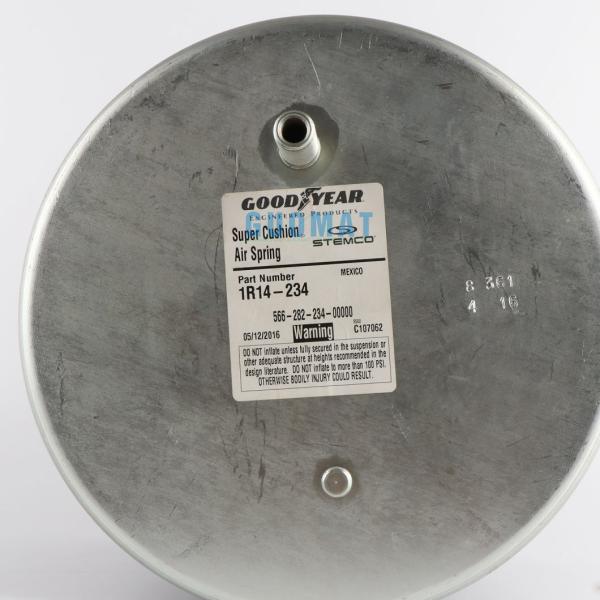 GOODYEAR
ENGINEERED PRODUCTS
GUOMAT
Super Cushion
STEMCO
Air Spring
Part Number MEXICO
1R14-234
566-282-234-00000
05/12/2016 Warning C107062
DO NOT inflate unless fully secured in the suspension or
other adequate structure at heights recommended in the
design literature. DO NOT inflate to more than 100 PSI.
OTHERWISE BODILY INJURY COULD RESULT.
8 361
4 16